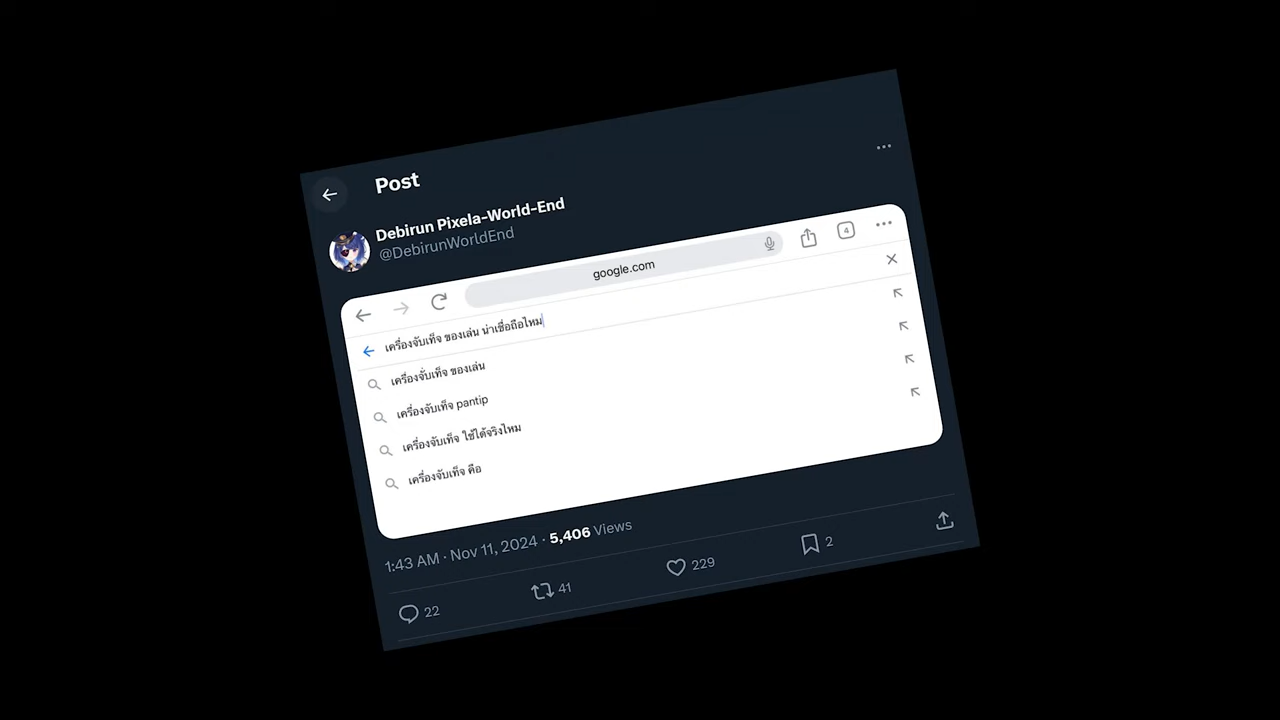 Post
Debirun Pixela-World-End
@DebirunWorldEnd
google.com
4
เครื่องจับเท็จ ของเล่น น่าเชื่อถือไหม
เครื่องจับเท็จ ของเล่น
เครื่องจับเท็จ pantip
เครื่องจับเท็จ ใช้ได้จริงไหม
เครื่องจับเท็จ คือ
1:43 AM · Nov 11, 2024 · 5,406 Views
22 41 229 2